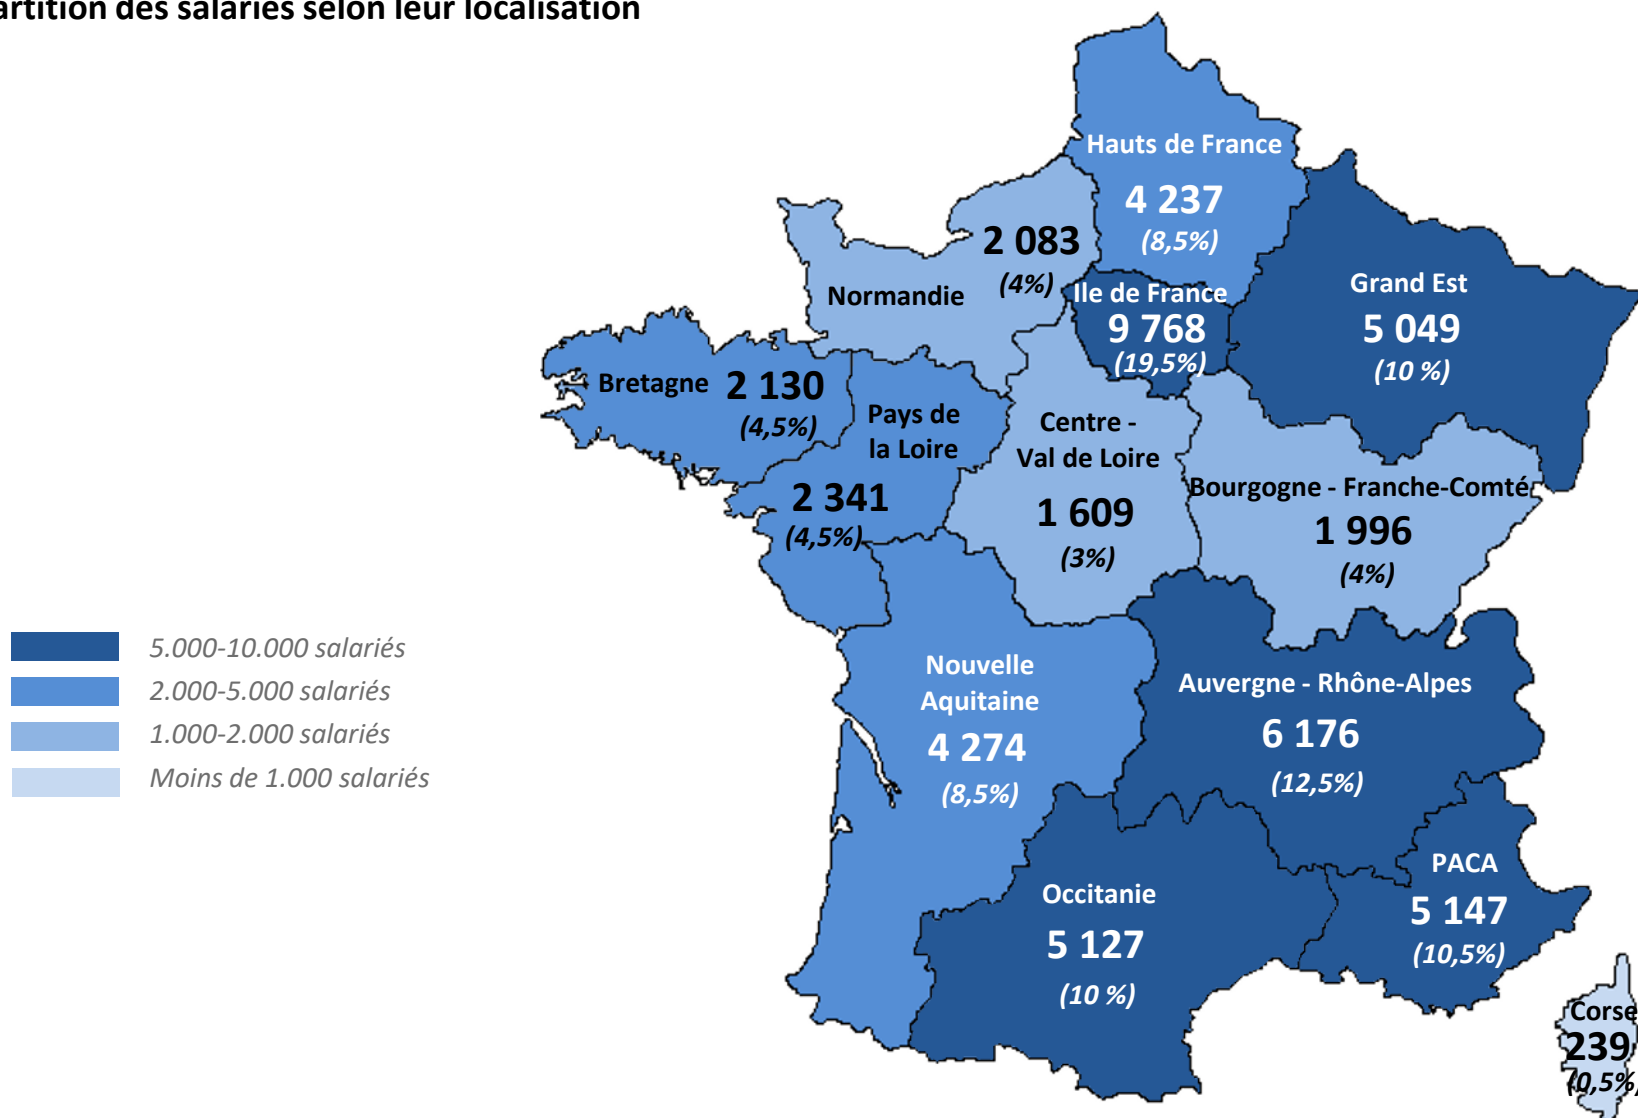 artition des salariés selon leur localisation
Hauts de France
4 237
(8,5%)
2 083
(4%)
Normandie
Ile de France
9 768
(19,5%)
Grand Est
5 049
(10 %)
Bretagne
2 130
(4,5%)
Pays de
la Loire
2 341
(4,5%)
Centre -
Val de Loire
1 609
(3%)
Bourgogne - Franche-Comté
1 996
(4%)
5.000-10.000 salariés
2.000-5.000 salariés
1.000-2.000 salariés
Moins de 1.000 salariés
Nouvelle
Aquitaine
4 274
(8,5%)
Auvergne - Rhône-Alpes
6 176
(12,5%)
PACA
5 147
(10,5%)
Occitanie
5 127
(10 %)
Corse
239
(0,5%)